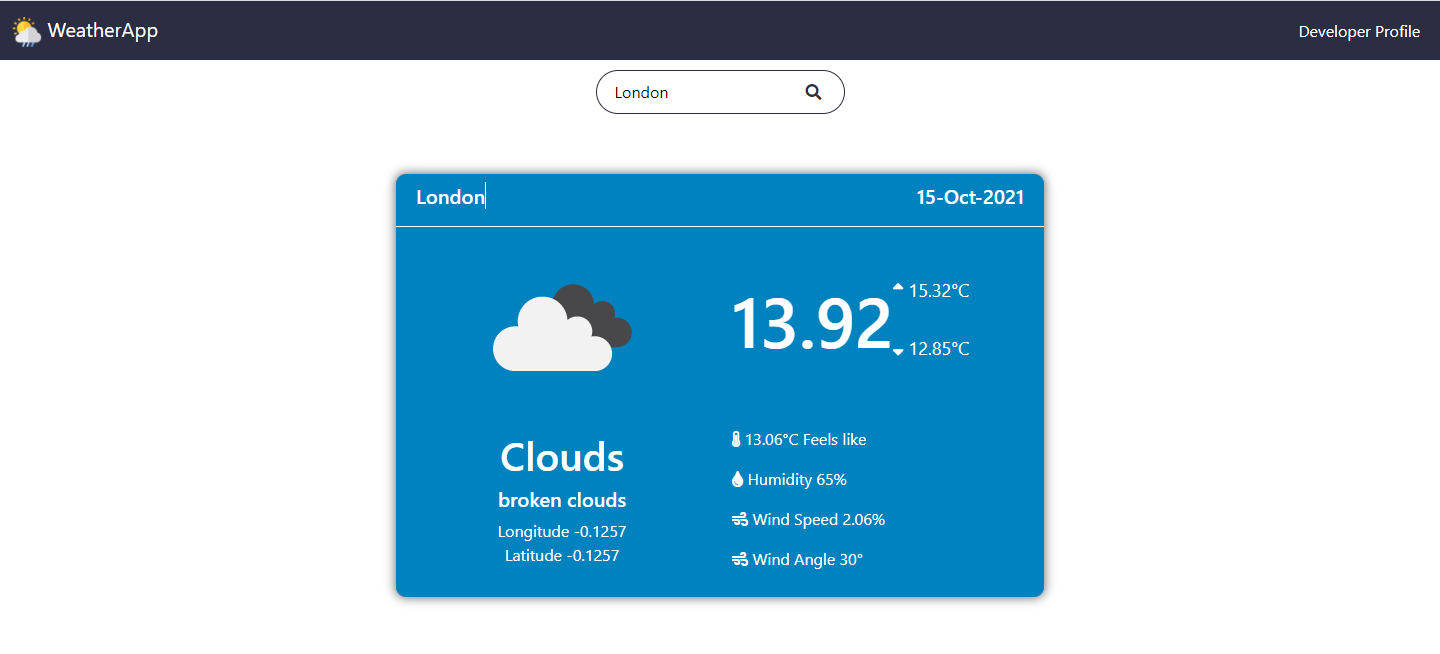 WeatherApp
Developer Profile
London
London
15-Oct-2021
13.92
15.32°C
12.85°C
Clouds
broken clouds
Longitude -0.1257
Latitude -0.1257
13.06°C Feels like
Humidity 65%
Wind Speed 2.06%
Wind Angle 30°